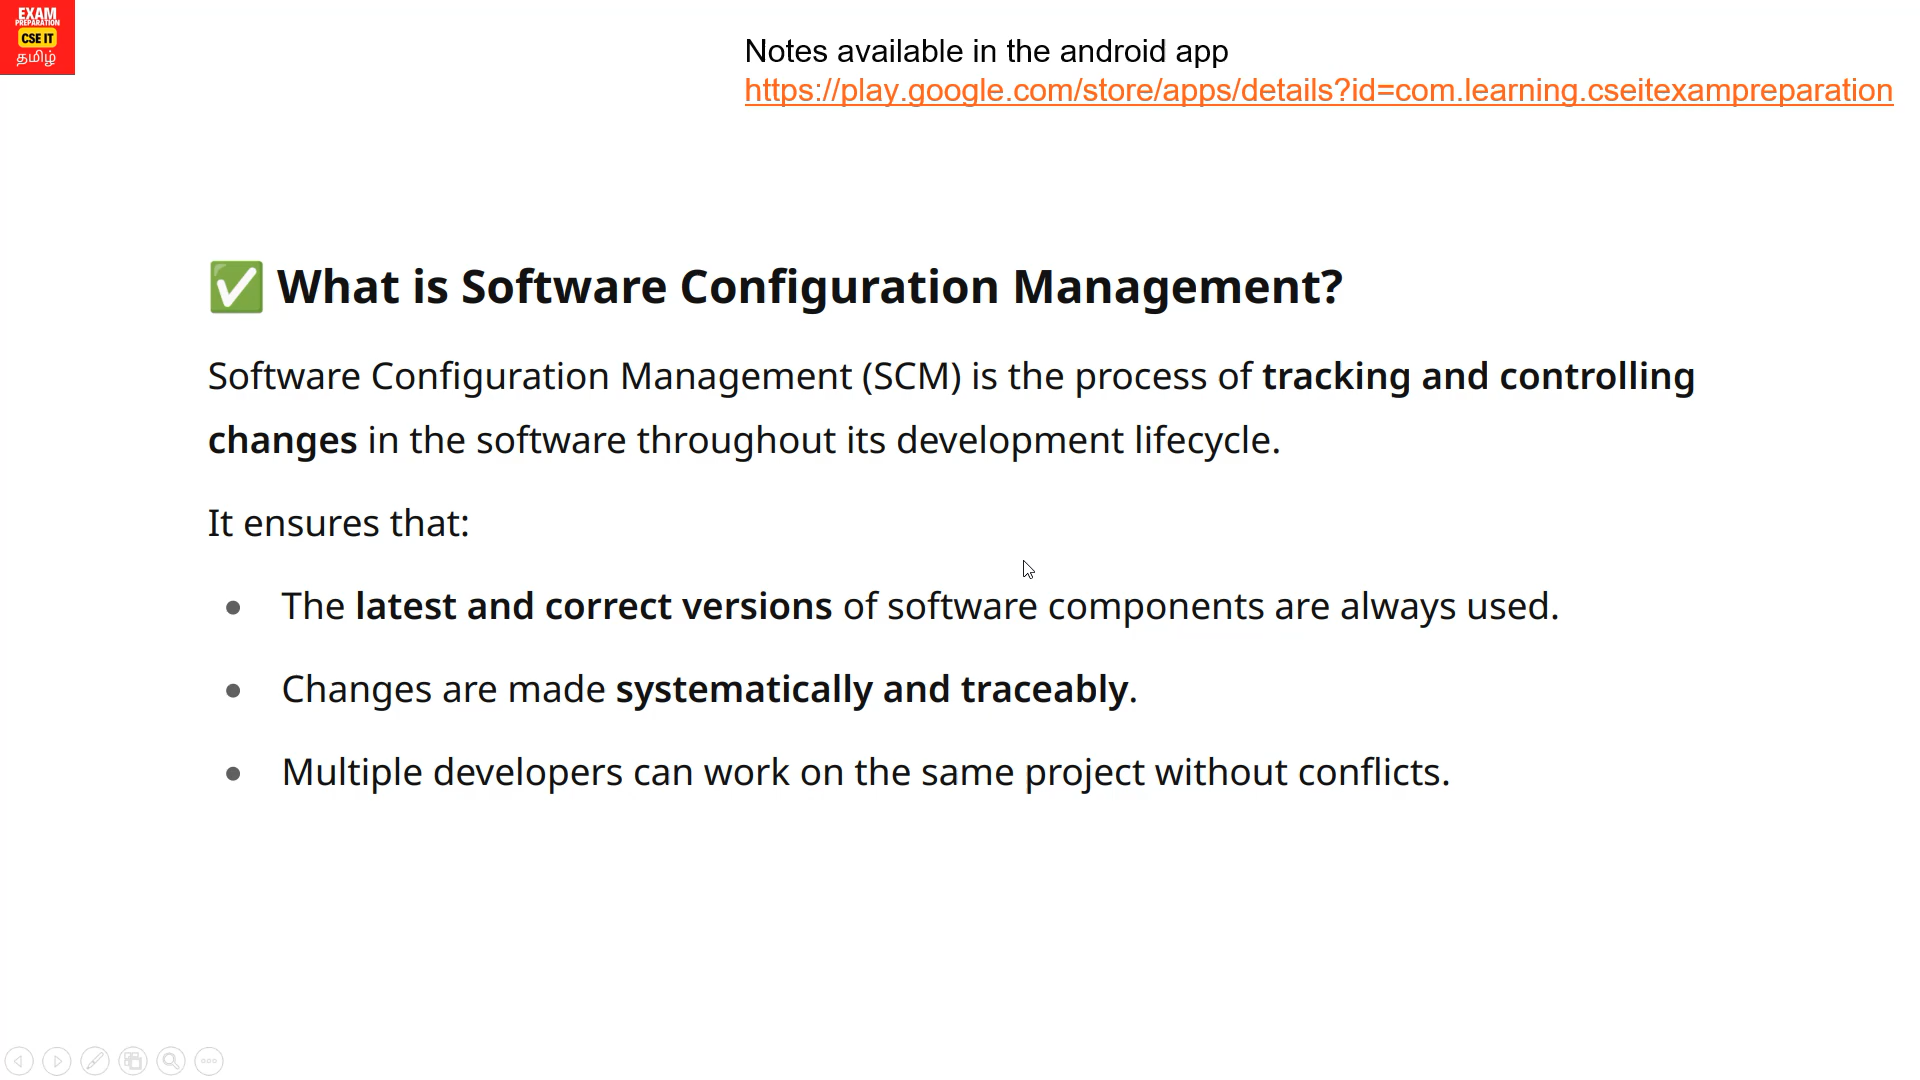 EXAM
PREPARATION
CSE IT
தமிழ்
Notes available in the android app
https://play.google.com/store/apps/details?id=com.learning.cseitexampreparation
✅ What is Software Configuration Management?
Software Configuration Management (SCM) is the process of tracking and controlling
changes in the software throughout its development lifecycle.
It ensures that:
● The latest and correct versions of software components are always used.
● Changes are made systematically and traceably.
● Multiple developers can work on the same project without conflicts.